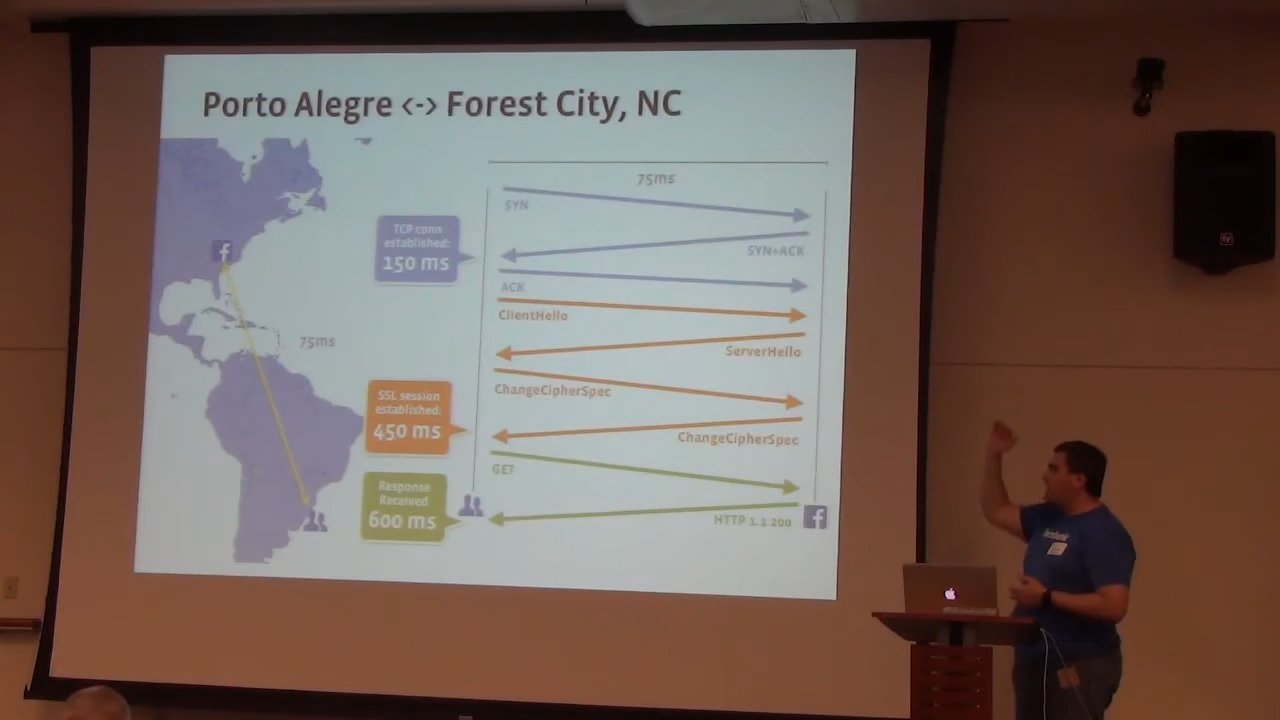 Porto Alegre <-> Forest City, NC
75ms
SYN
TCP conn
established:
150 ms
SYN+ACK
ACK
ClientHello
75ms
ServerHello
ChangeCipherSpec
SSL session
established:
450 ms
ChangeCipherSpec
GET
Response
Received
600 ms
HTTP 1.1 200